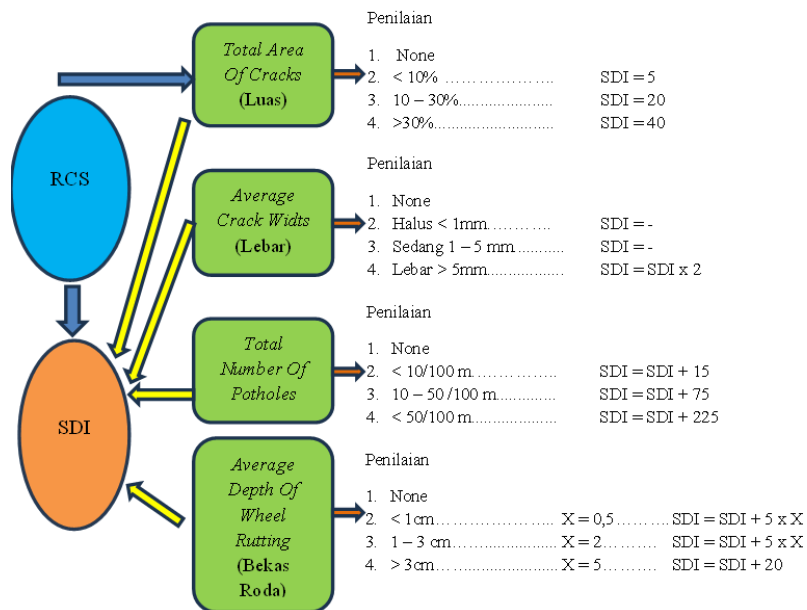 RCS
SDI
Total Area
Of Cracks
(Luas)
Penilaian
1. None
2. < 10% ………………… SDI = 5
3. 10 – 30%........................ SDI = 20
4. >30%............................. SDI = 40
Average
Crack Widts
(Lebar)
Penilaian
1. None
2. Halus < 1mm………… SDI = -
3. Sedang 1 – 5 mm........... SDI = -
4. Lebar > 5mm.................... SDI = SDI x 2
Total
Number Of
Potholes
Penilaian
1. None
2. < 10/100 m…………….. SDI = SDI + 15
3. 10 – 50 /100 m.............. SDI = SDI + 75
4. < 50/100 m..................... SDI = SDI + 225
Average
Depth Of
Wheel
Rutting
(Bekas
Roda)
Penilaian
1. None
2. < 1cm………………………… X = 0,5 ……… SDI = SDI + 5 x X
3. 1 – 3 cm……....................... X = 2 …….. SDI = SDI + 5 x X
4. > 3cm……........................... X = 5 ………. SDI = SDI + 20